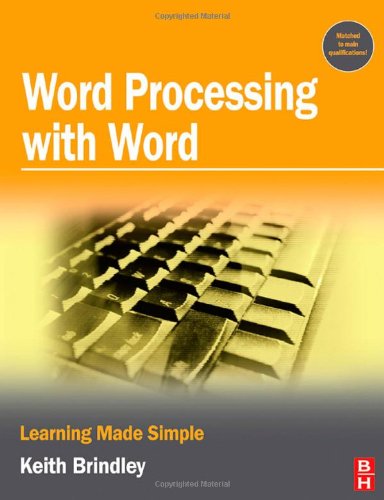 Copyrighted Material
Matched
to main
qualifications!
Word Processing
with Word
Learning Made Simple
Keith Brindley
B
H
Copyrighted Material